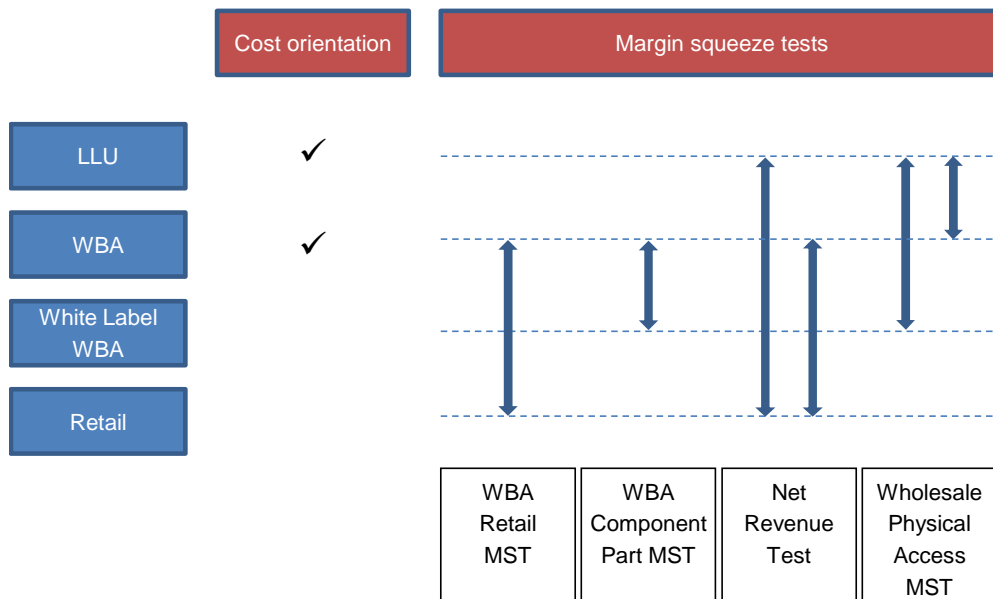 Cost orientation
Margin squeeze tests
LLU
✓
WBA
✓
White Label
WBA
Retail
WBA
Retail
MST
WBA
Component
Part MST
Net
Revenue
Test
Wholesale
Physical
Access
MST